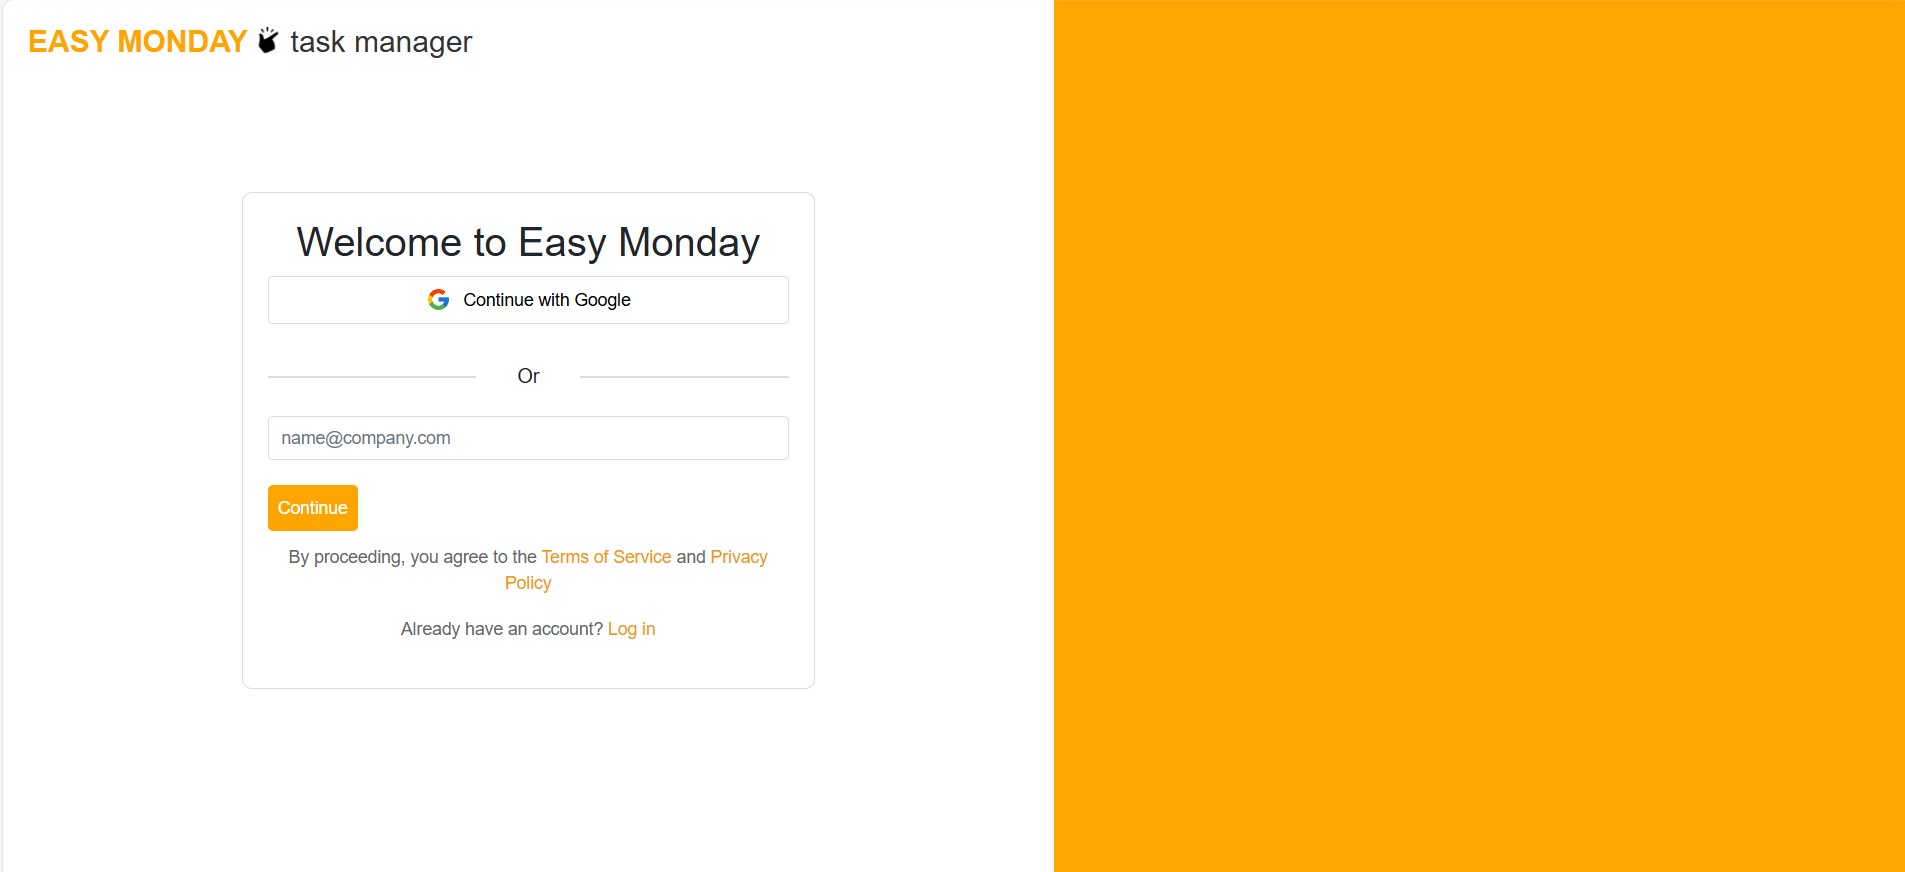 EASY MONDAY task manager
Welcome to Easy Monday
Continue with Google
Or
name@company.com
Continue
By proceeding, you agree to the Terms of Service and Privacy
Policy
Already have an account? Log in